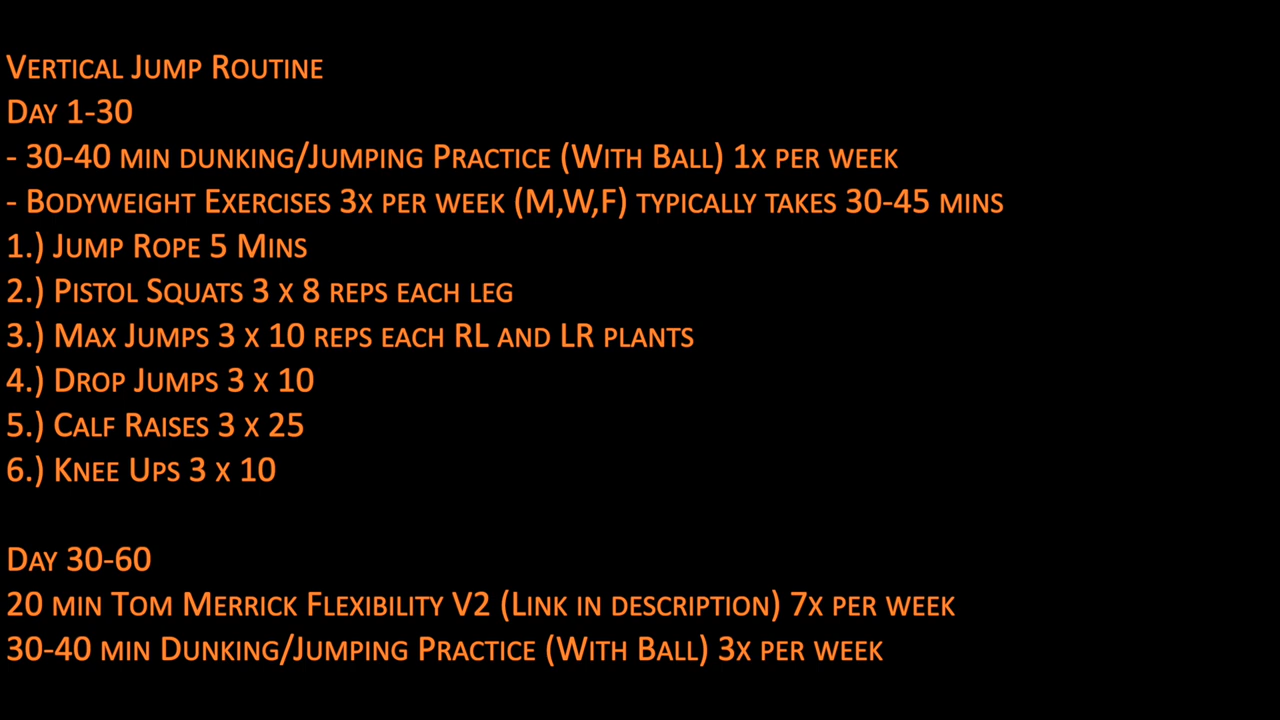 Vertical Jump Routine
Day 1-30
- 30-40 min dunking/Jumping Practice (With Ball) 1x per week
- Bodyweight Exercises 3x per week (M,W,F) typically takes 30-45 mins
1.) Jump Rope 5 Mins
2.) Pistol Squats 3 x 8 reps each leg
3.) Max Jumps 3 x 10 reps each RL and LR plants
4.) Drop Jumps 3 x 10
5.) Calf Raises 3 x 25
6.) Knee Ups 3 x 10
Day 30-60
20 min Tom Merrick Flexibility V2 (Link in description) 7x per week
30-40 min Dunking/Jumping Practice (With Ball) 3x per week